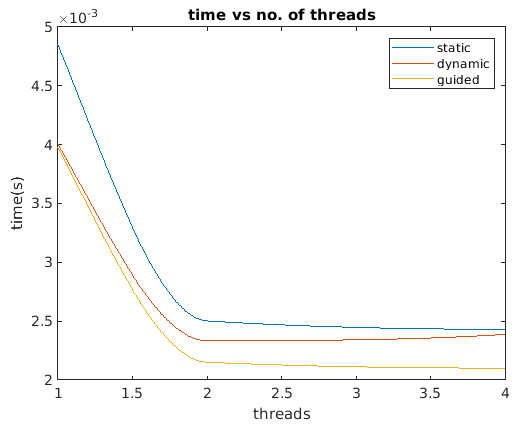 time vs no. of threads
×10-3
5
4.5
4
3.5
3
2.5
2
time(s)
static
dynamic
guided
1 1.5 2 2.5 3 3.5 4
threads